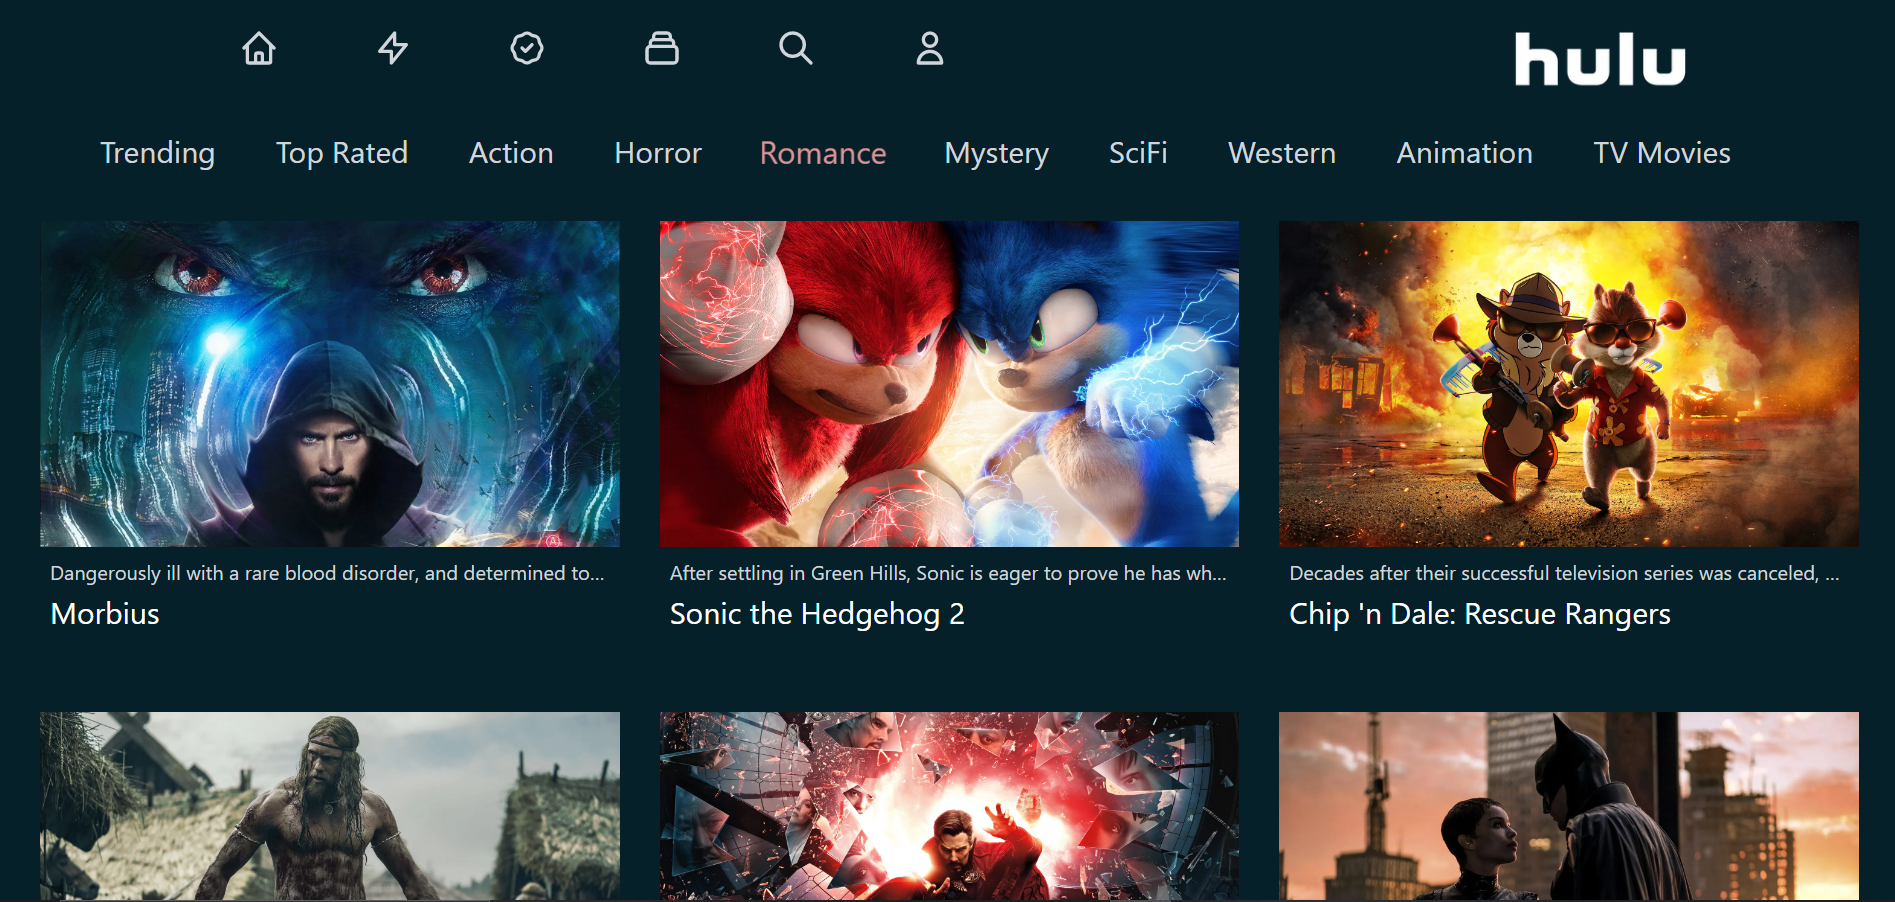 hulu
Trending Top Rated Action Horror Romance Mystery SciFi Western Animation TV Movies
Dangerously ill with a rare blood disorder, and determined to...
Morbius
After settling in Green Hills, Sonic is eager to prove he has wh...
Sonic the Hedgehog 2
Decades after their successful television series was canceled, ...
Chip 'n Dale: Rescue Rangers